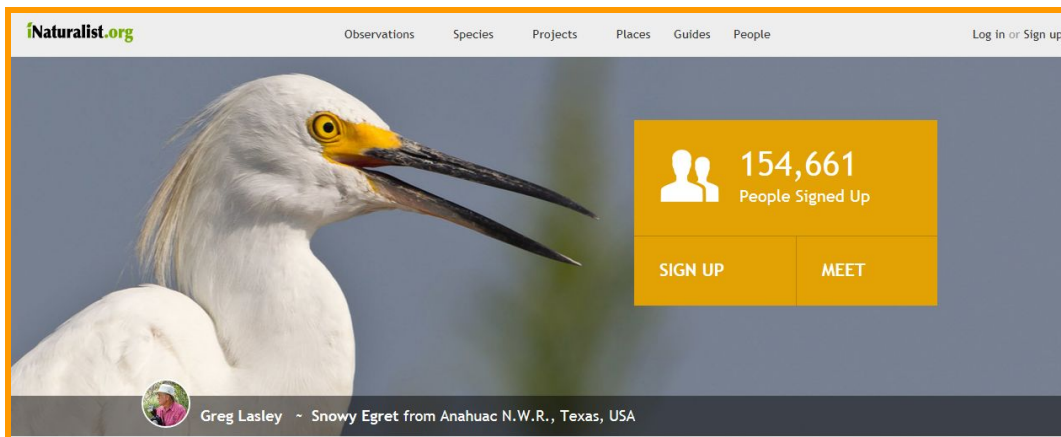 iNaturalist.org Observations Species Projects Places Guides People Log in or Sign up
154,661
People Signed Up
SIGN UP MEET
Greg Lasley ~ Snowy Egret from Anahuac N.W.R., Texas, USA